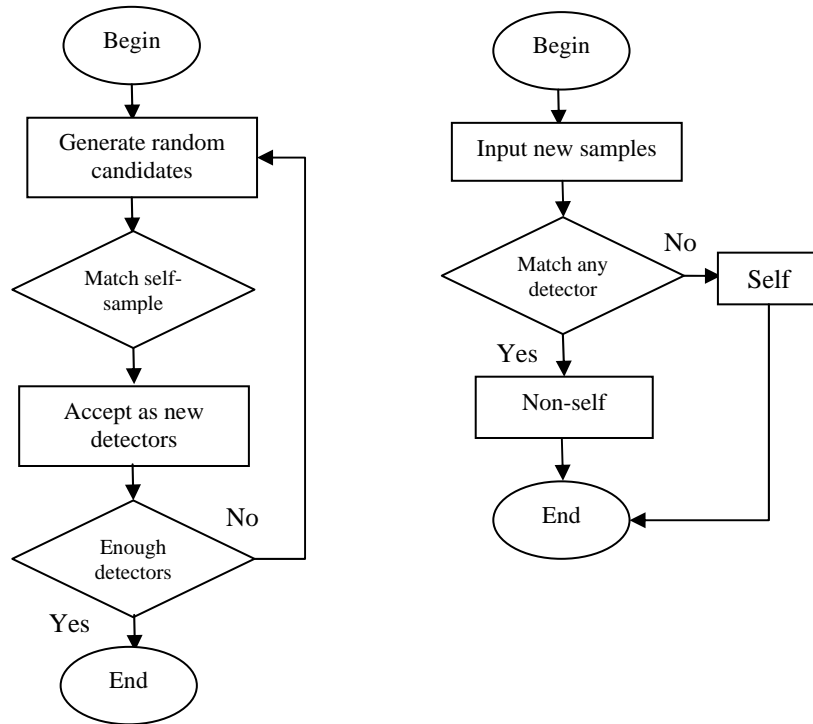 Begin
Generate random
candidates
Match self-
sample
Accept as new
detectors
No
Enough
detectors
Yes
End
Begin
Input new samples
No
Match any
detector
Self
Yes
Non-self
End